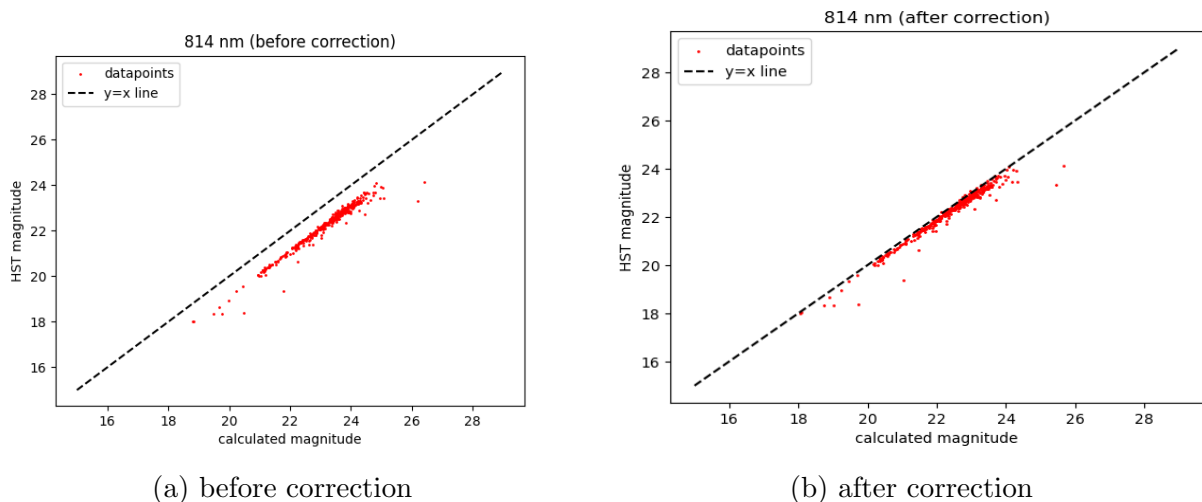 814 nm (before correction)
datapoints
y=x line
HST magnitude
28
26
24
22
20
18
16
16 18 20 22 24 26 28
calculated magnitude
(a) before correction
814 nm (after correction)
datapoints
y=x line
HST magnitude
28
26
24
22
20
18
16
16 18 20 22 24 26 28
calculated magnitude
(b) after correction